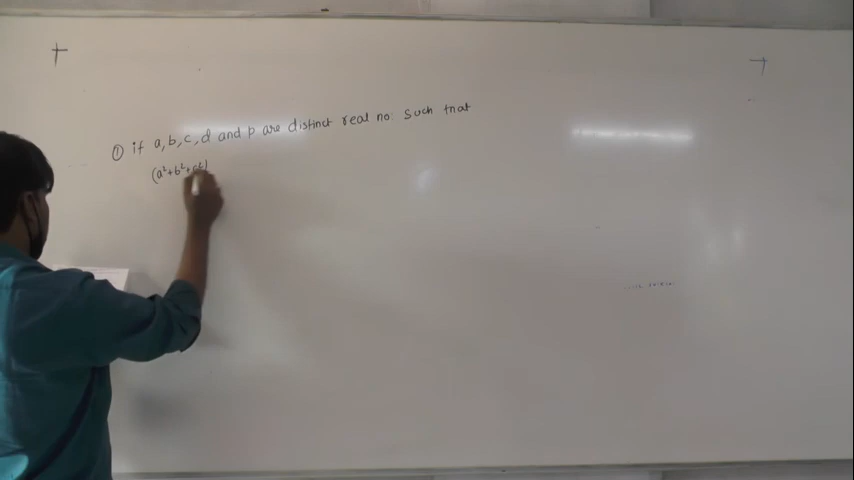 ① if a, b, c, d and p are distinct real no: such that
(a²+b²+c²)